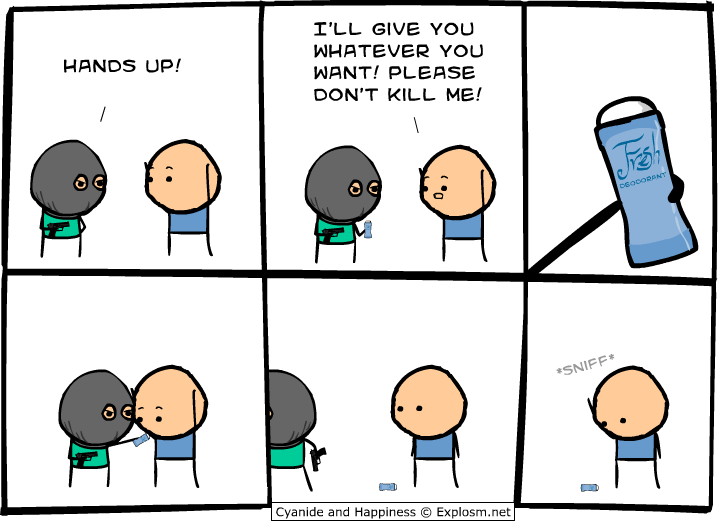 HANDS UP!
I'LL GIVE YOU
WHATEVER YOU
WANT! PLEASE
DON'T KILL ME!
Fresh
DEODORANT
*SNIFF*
Cyanide and Happiness © Explosm.net